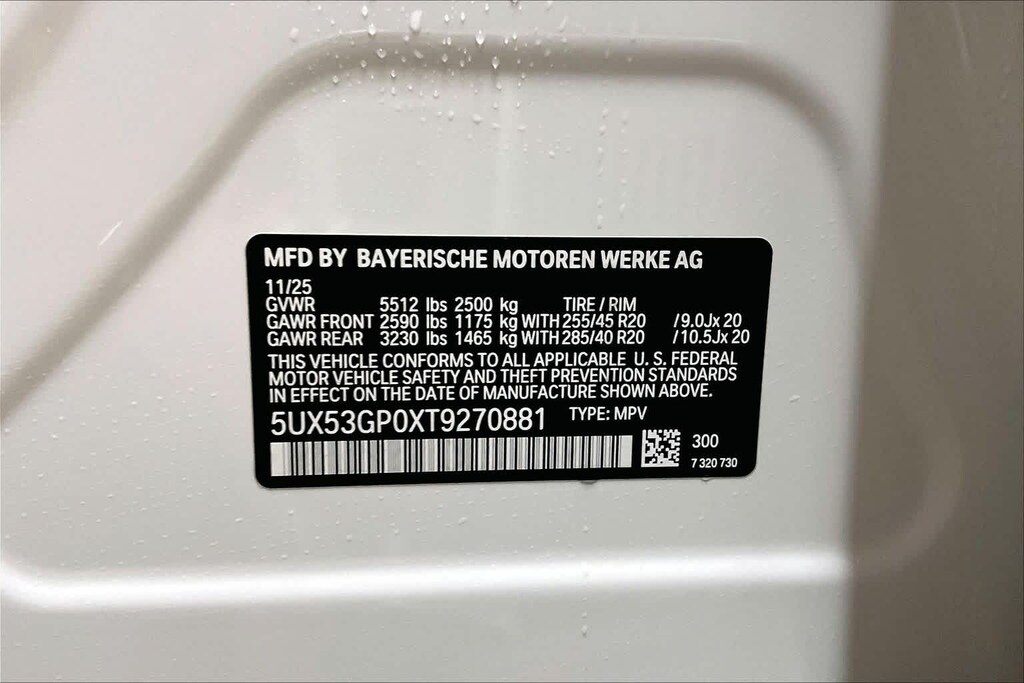 MFD BY BAYERISCHE MOTOREN WERKE AG
11/25
GVWR 5512 lbs 2500 kg TIRE / RIM
GAWR FRONT 2590 lbs 1175 kg WITH 255/45 R20 /9.0Jx 20
GAWR REAR 3230 lbs 1465 kg WITH 285/40 R20 /10.5Jx 20
THIS VEHICLE CONFORMS TO ALL APPLICABLE U. S. FEDERAL
MOTOR VEHICLE SAFETY AND THEFT PREVENTION STANDARDS
IN EFFECT ON THE DATE OF MANUFACTURE SHOWN ABOVE.
5UX53GP0XT9270881 TYPE: MPV
300
7 320 730